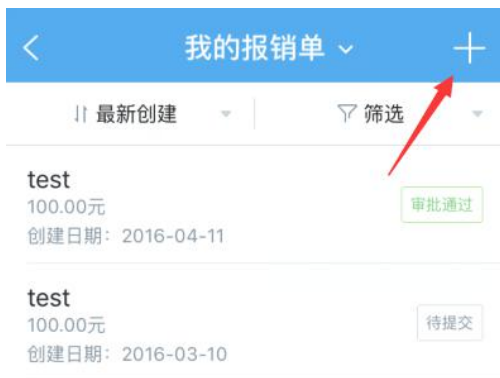 我的报销单
最新创建 筛选
test
100.00元
审批通过
创建日期：2016-04-11
test
100.00元
待提交
创建日期：2016-03-10